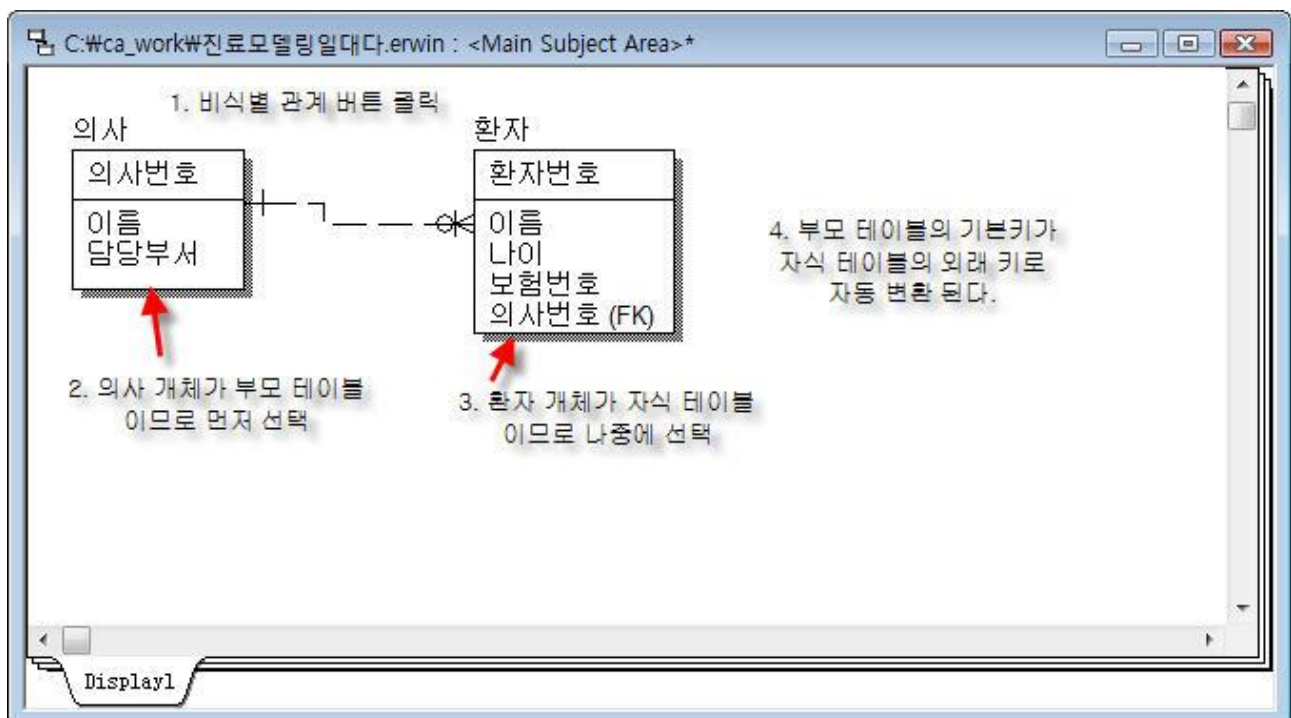 C:₩ca_work₩진료모델링일대다.erwin : <Main Subject Area>*
1. 비식별 관계 버튼 클릭
의사
의사번호
이름
담당부서
환자
환자번호
이름
나이
보험번호
의사번호 (FK)
4. 부모 테이블의 기본키가
자식 테이블의 외래 키로
자동 변환 된다.
2. 의사 개체가 부모 테이블
이므로 먼저 선택
3. 환자 개체가 자식 테이블
이므로 나중에 선택
Display1